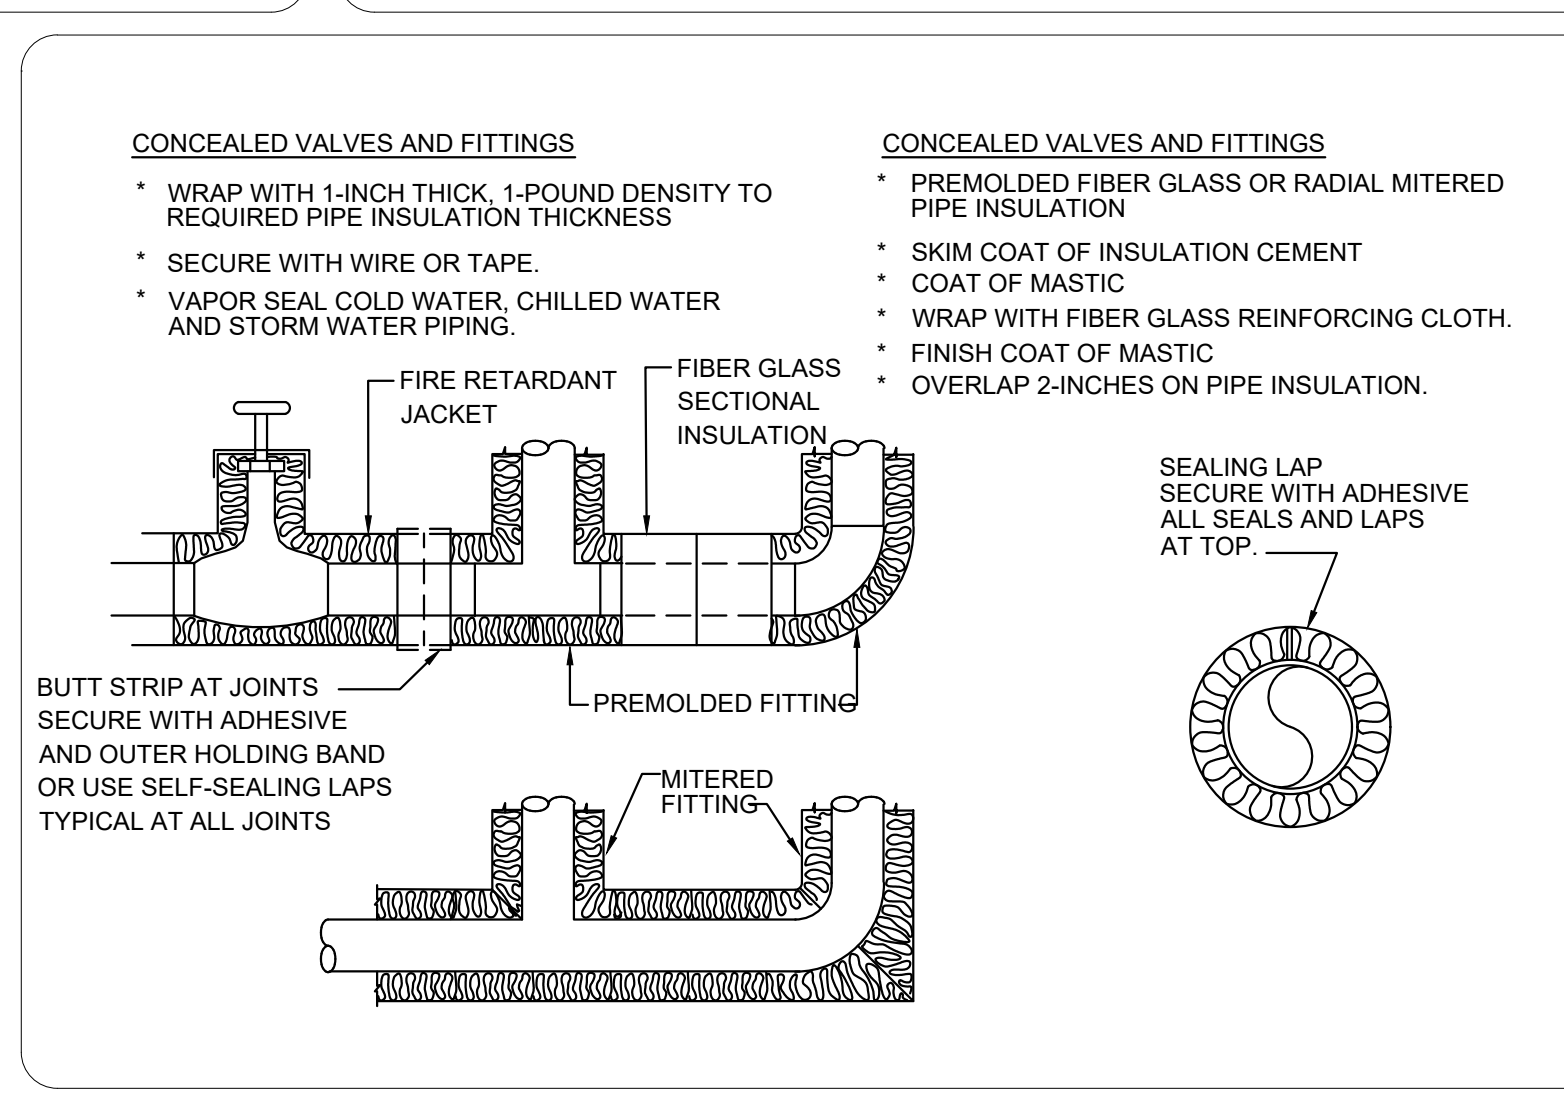 CONCEALED VALVES AND FITTINGS
* WRAP WITH 1-INCH THICK, 1-POUND DENSITY TO
REQUIRED PIPE INSULATION THICKNESS
* SECURE WITH WIRE OR TAPE.
* VAPOR SEAL COLD WATER, CHILLED WATER
AND STORM WATER PIPING.
CONCEALED VALVES AND FITTINGS
* PREMOLDED FIBER GLASS OR RADIAL MITERED
PIPE INSULATION
* SKIM COAT OF INSULATION CEMENT
* COAT OF MASTIC
* WRAP WITH FIBER GLASS REINFORCING CLOTH.
* FINISH COAT OF MASTIC
* OVERLAP 2-INCHES ON PIPE INSULATION.
FIRE RETARDANT
JACKET
FIBER GLASS
SECTIONAL
INSULATION
SEALING LAP
SECURE WITH ADHESIVE
ALL SEALS AND LAPS
AT TOP.
BUTT STRIP AT JOINTS
SECURE WITH ADHESIVE
AND OUTER HOLDING BAND
OR USE SELF-SEALING LAPS
TYPICAL AT ALL JOINTS
PREMOLDED FITTING
MITERED
FITTING